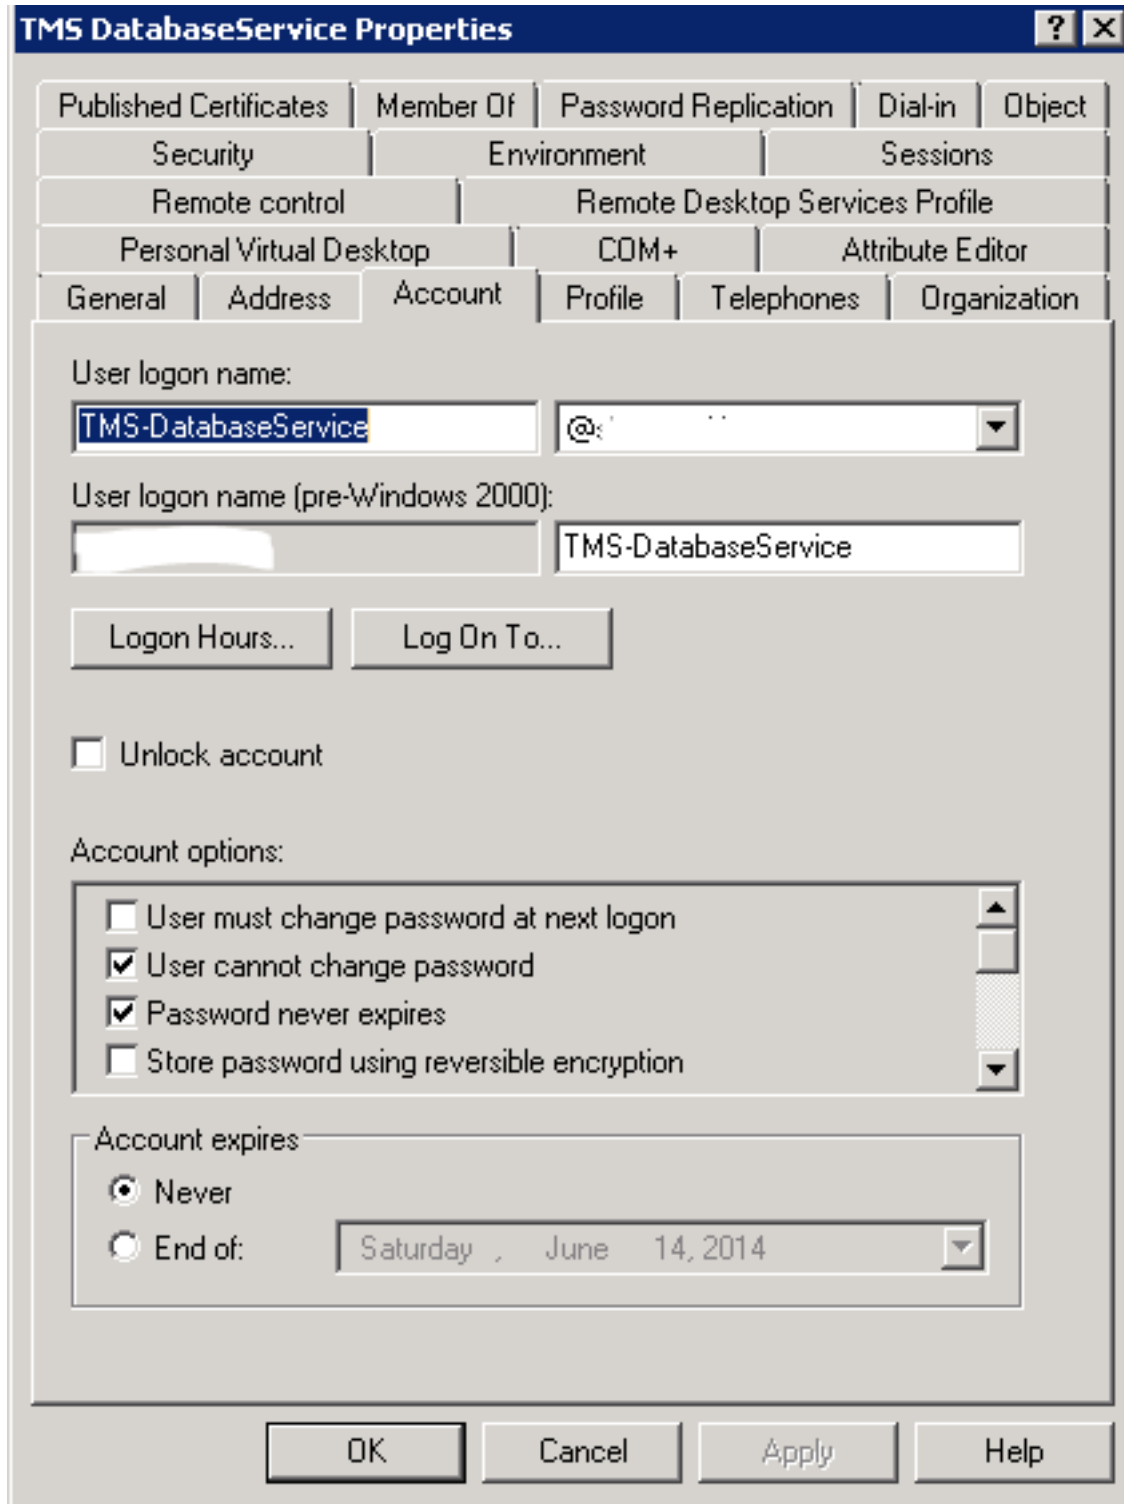 TMS DatabaseService Properties
Published Certificates Member Of Password Replication Dial-in Object
Security Environment Sessions
Remote control Remote Desktop Services Profile
Personal Virtual Desktop COM+ Attribute Editor
General Address Account Profile Telephones Organization
User logon name:
TMS-DatabaseService @
User logon name (pre-Windows 2000):
TMS-DatabaseService
Logon Hours... Log On To...
Unlock account
Account options:
User must change password at next logon
User cannot change password
Password never expires
Store password using reversible encryption
Account expires
Never
End of: Saturday , June 14, 2014
OK Cancel Apply Help